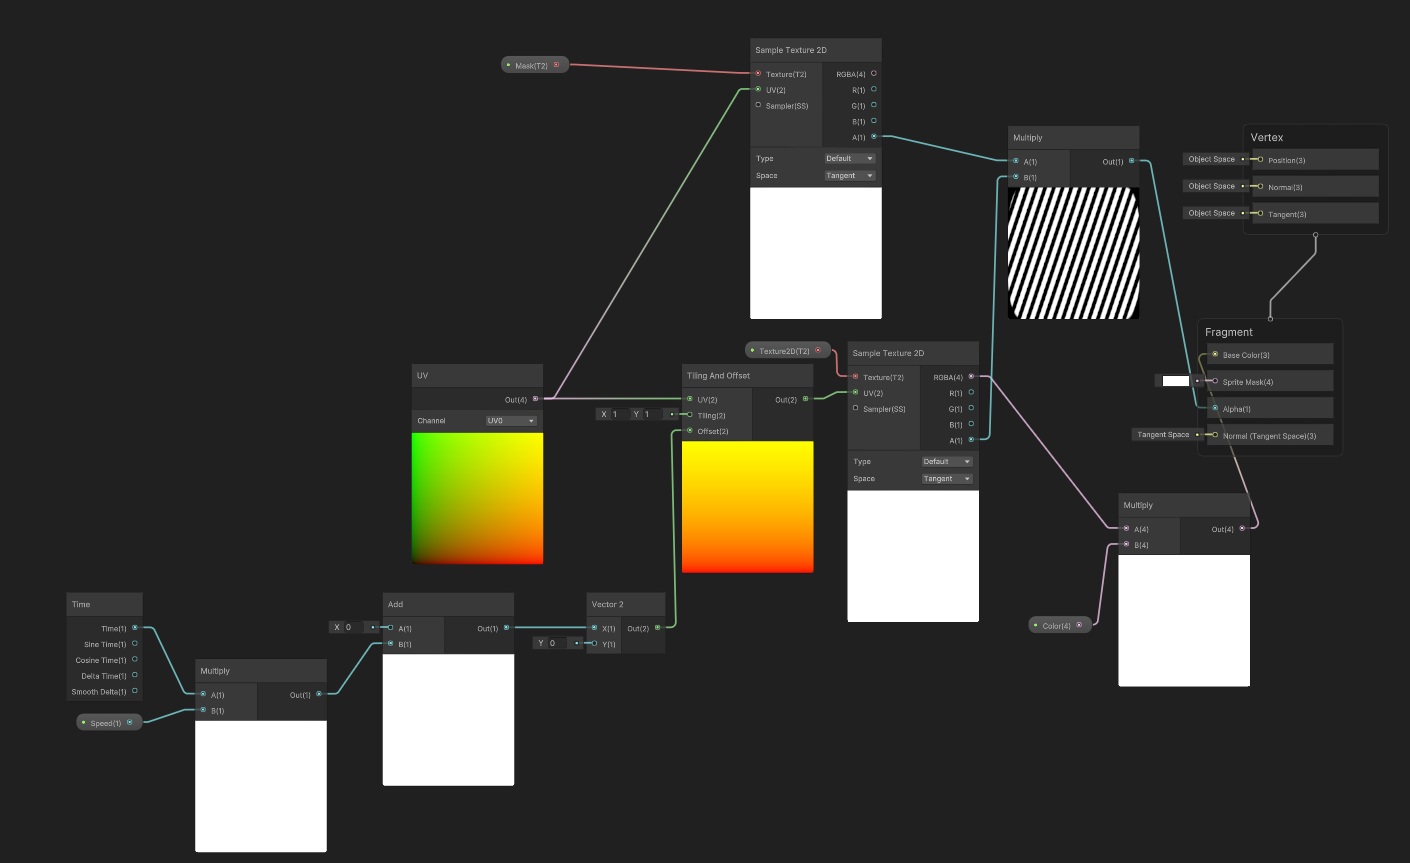 Mask(T2)
Sample Texture 2D
Texture(T2)
RGBA(4)
UV(2)
R(1)
Sampler(SS)
G(1)
B(1)
A(1)
Type
Default
Space
Tangent
Multiply
A(1)
Out(1)
B(1)
Vertex
Object Space
Position(3)
Object Space
Normal(3)
Object Space
Tangent(3)
Fragment
Base Color(3)
Sprite Mask(4)
Alpha(1)
Tangent Space
Normal (Tangent Space)(3)
UV
Out(4)
Channel
UV0
Tiling And Offset
UV(2)
Out(2)
X 1 Y 1
Tiling(2)
Offset(2)
Texture2D(T2)
Sample Texture 2D
Texture(T2)
RGBA(4)
UV(2)
R(1)
Sampler(SS)
G(1)
B(1)
A(1)
Type
Default
Space
Tangent
Multiply
A(4)
Out(4)
B(4)
Color(4)
Time
Time(1)
Sine Time(1)
Cosine Time(1)
Delta Time(1)
Smooth Delta(1)
Speed(1)
Multiply
A(1)
Out(1)
B(1)
Add
X 0
A(1)
Out(1)
B(1)
Vector 2
X(1)
Out(2)
Y 0
Y(1)